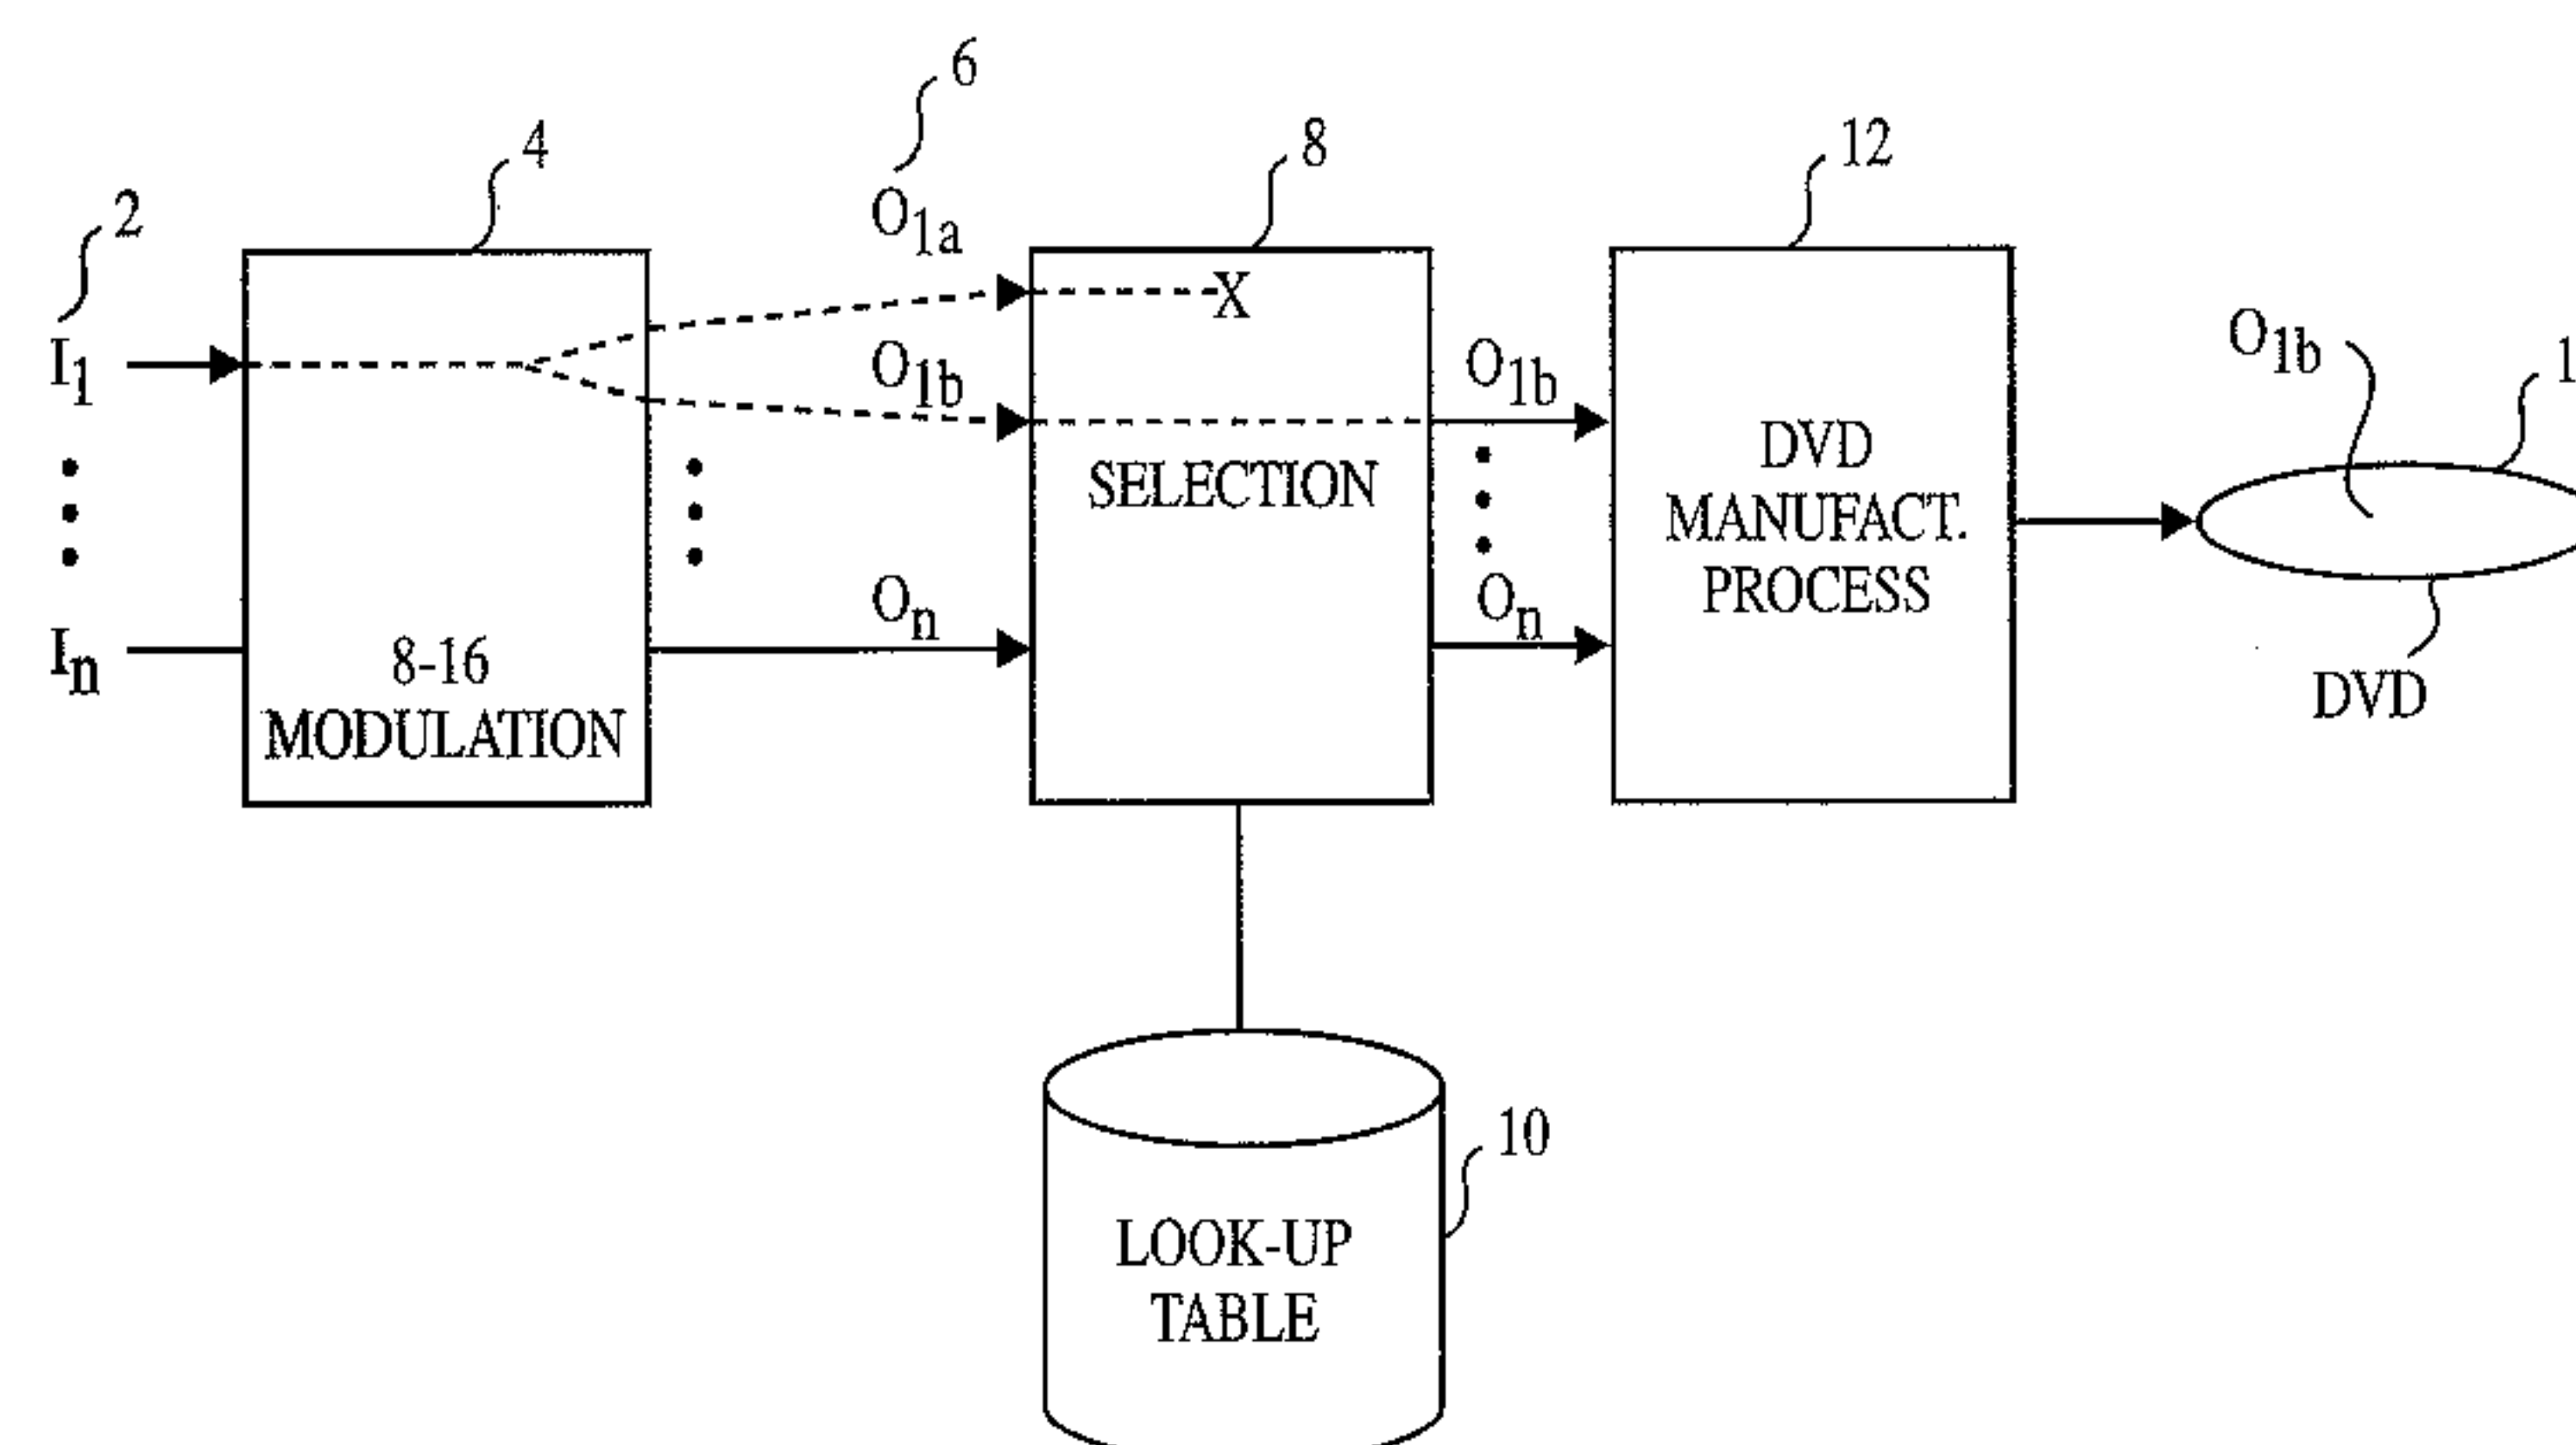 6
4
8
12
2
O1a
I1
O1b
O1b
O1b
DVD
MANUFACT.
PROCESS
SELECTION
On
On
In
8-16
MODULATION
DVD
10
LOOK-UP
TABLE